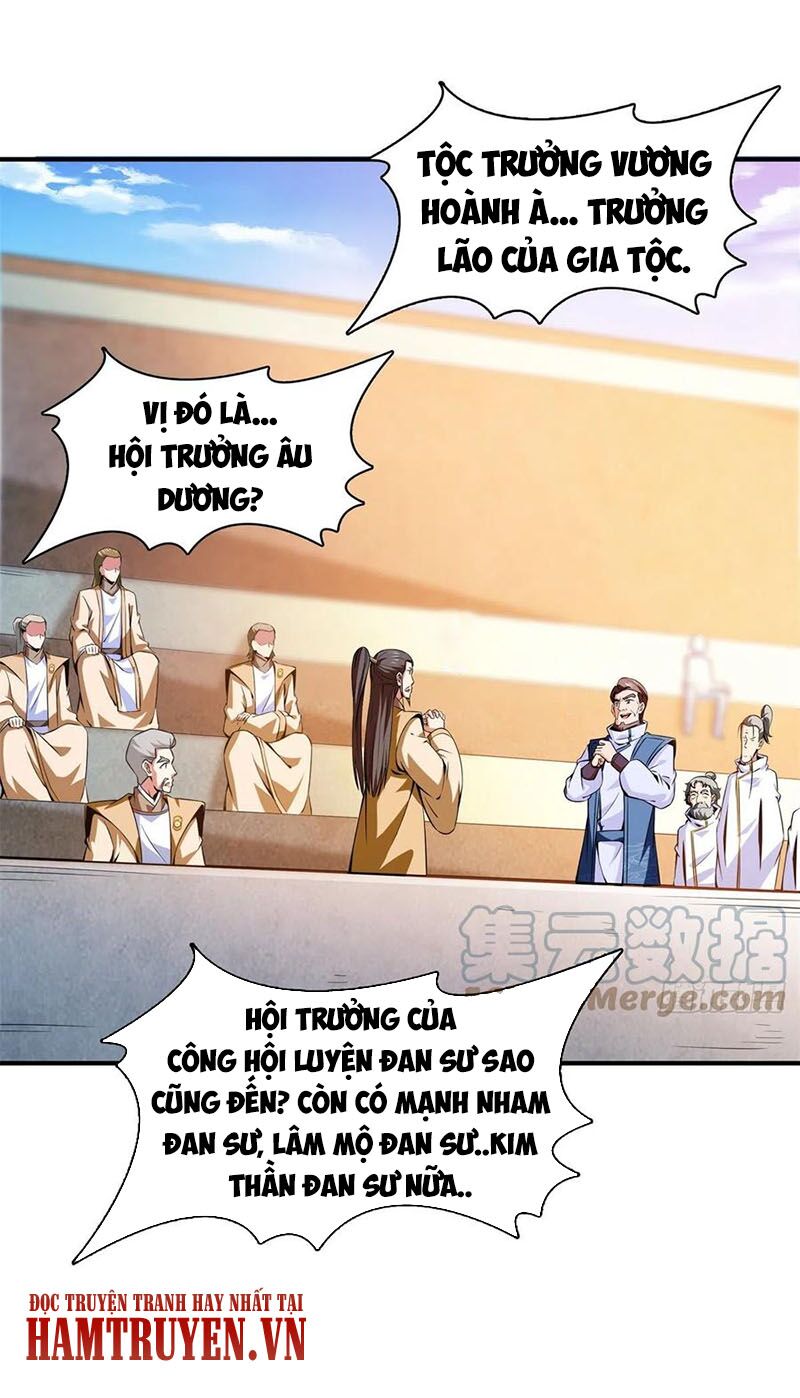 TỘC TRƯỞNG VƯƠNG
HOÀNH À... TRƯỞNG
LÃO CỦA GIA TỘC.
VỊ ĐÓ LÀ...
HỘI TRƯỞNG ÂU
DƯƠNG?
集云数据
Merge.com
HỘI TRƯỞNG CỦA
CÔNG HỘI LUYỆN ĐAN SƯ SAO
CŨNG ĐẾN? CÒN CÓ MẠNH NHAM
ĐAN SƯ, LÂM MỘ ĐAN SƯ..KIM
THẦN ĐAN SƯ NỮA..
ĐỌC TRUYỆN TRANH HAY NHẤT TẠI
HAMTRUYEN.VN